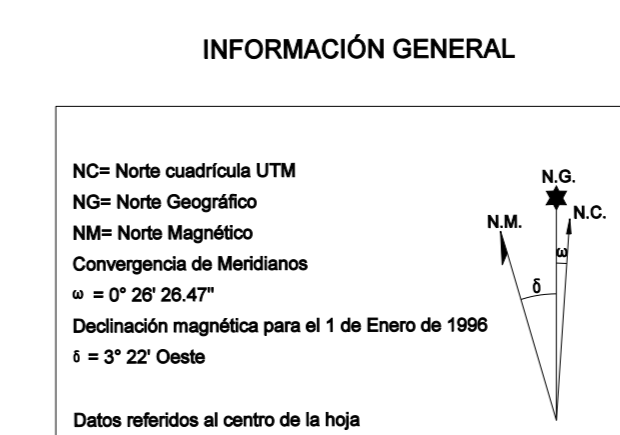 INFORMACIÓN GENERAL
NC= Norte cuadrícula UTM
NG= Norte Geográfico
NM= Norte Magnético
Convergencia de Meridianos
ω = 0° 26' 26.47"
Declinación magnética para el 1 de Enero de 1996
δ = 3° 22' Oeste
Datos referidos al centro de la hoja
N.G.
N.C.
N.M.
ω
δ